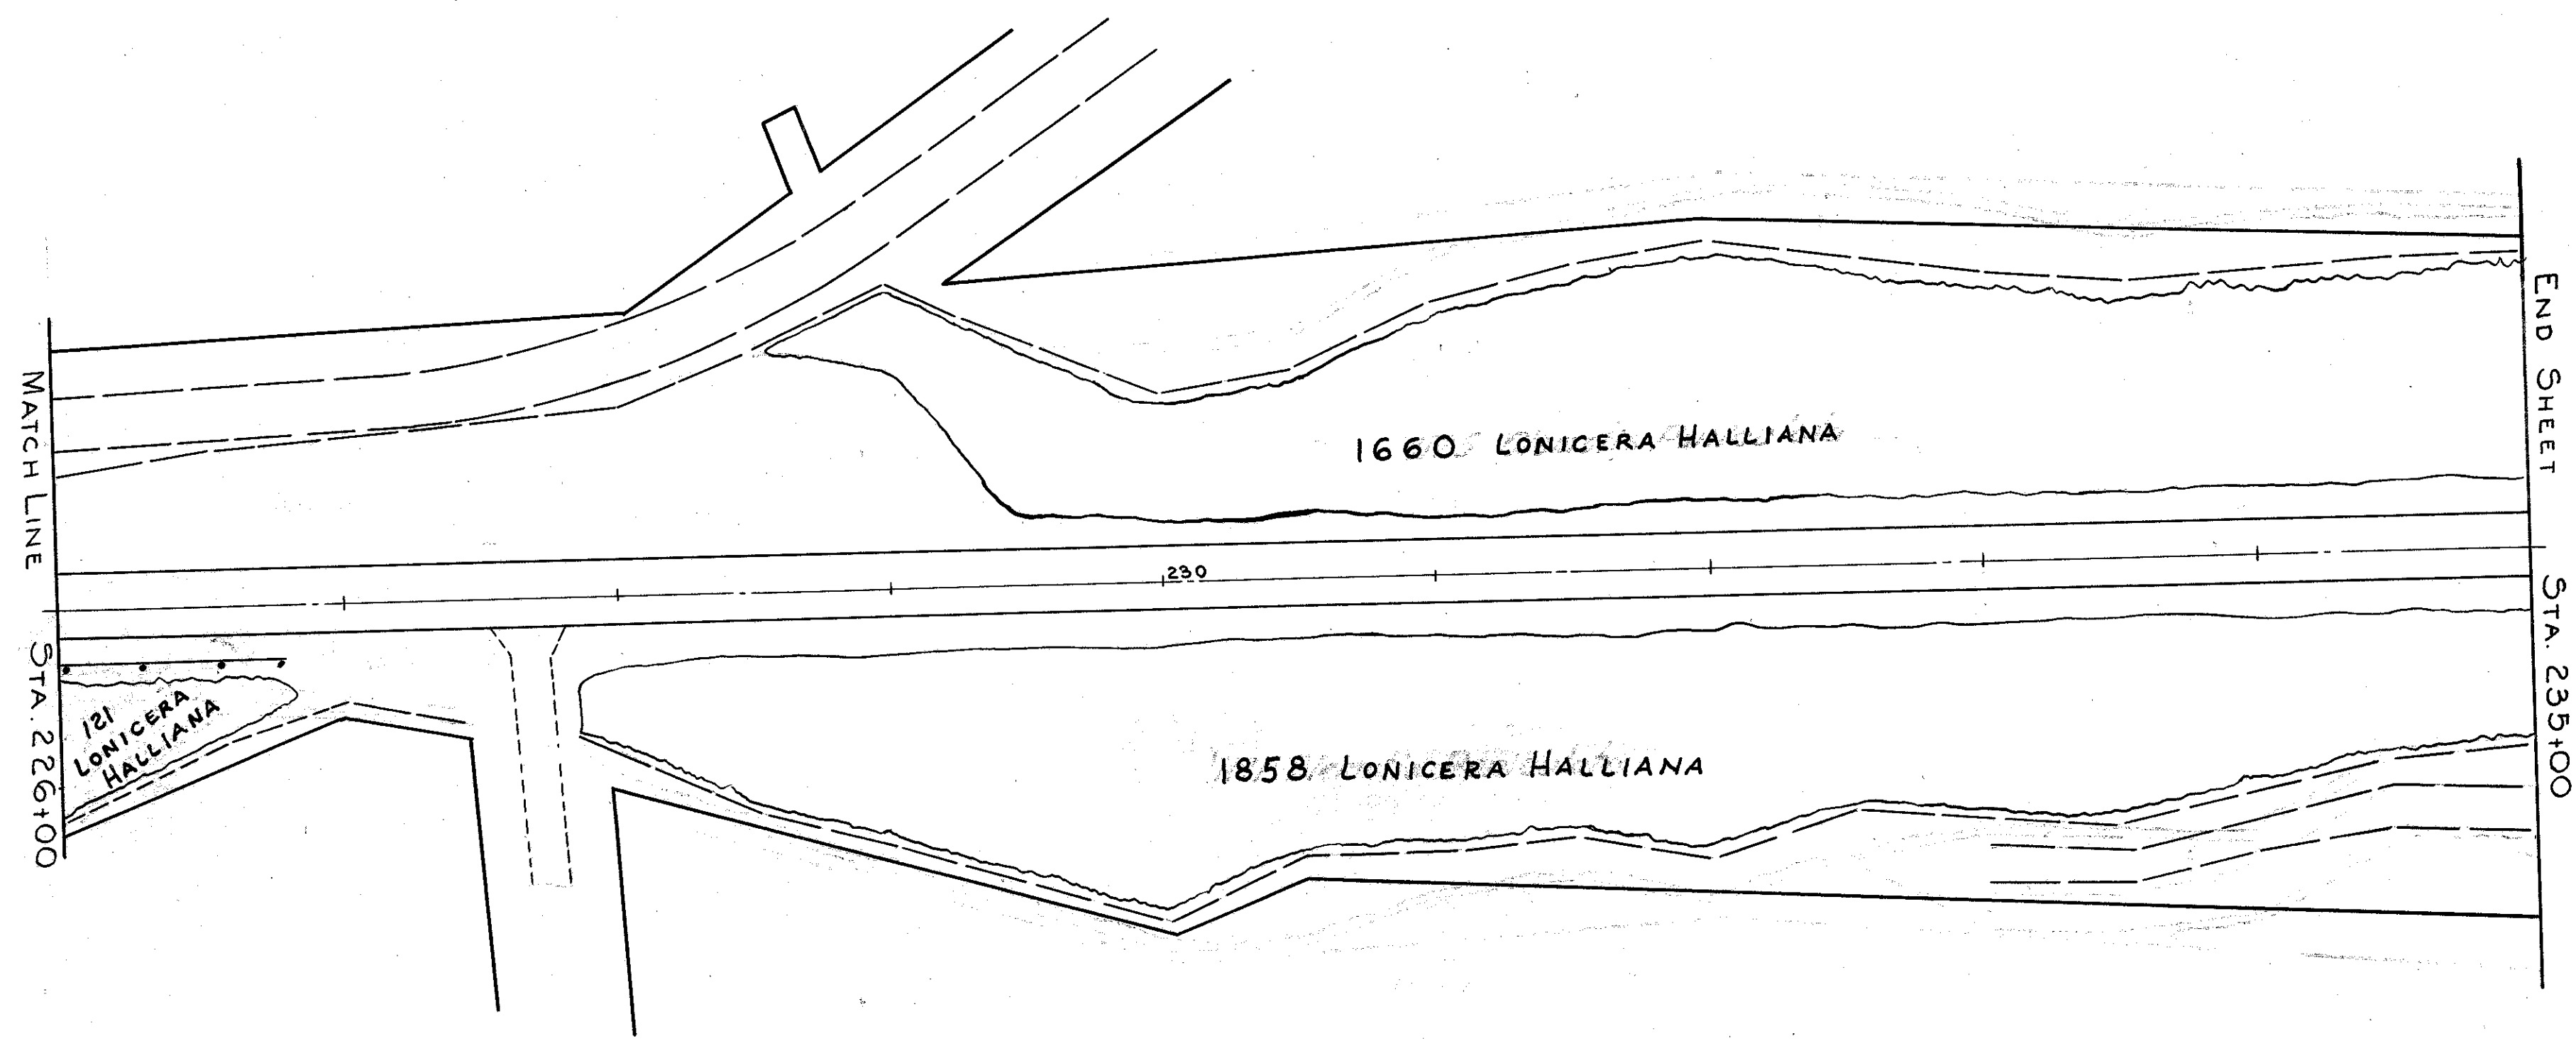 1660 LONICERA HALLIANA
230
121
LONICERA
HALLIANA
1858 LONICERA HALLIANA
MATCH LINE STA. 226+00
END SHEET STA. 235+00